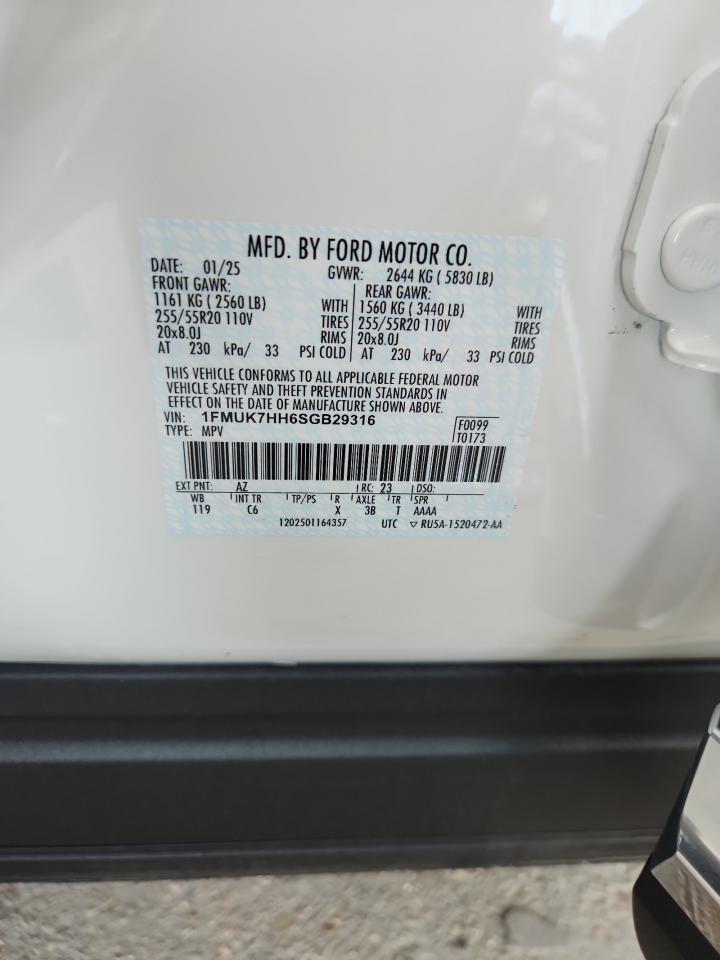 MFD. BY FORD MOTOR CO.
DATE: 01/25 GVWR: 2644 KG ( 5830 LB)
FRONT GAWR: REAR GAWR:
1161 KG ( 2560 LB) WITH 1560 KG ( 3440 LB) WITH
255/55R20 110V TIRES 255/55R20 110V TIRES
20x8.0J RIMS 20x8.0J RIMS
AT 230 kPa/ 33 PSI COLD AT 230 kPa/ 33 PSI COLD
THIS VEHICLE CONFORMS TO ALL APPLICABLE FEDERAL MOTOR
VEHICLE SAFETY AND THEFT PREVENTION STANDARDS IN
EFFECT ON THE DATE OF MANUFACTURE SHOWN ABOVE.
VIN: 1FMUK7HH6SGB29316 F0099
TYPE: MPV T0173
EXT PNT: AZ RC: 23 DSO:
WB INT TR TP/PS R AXLE TR SPR
119 C6 X 3B T AAAA
1202501164357 UTC ▽ RU5A-1520472-AA